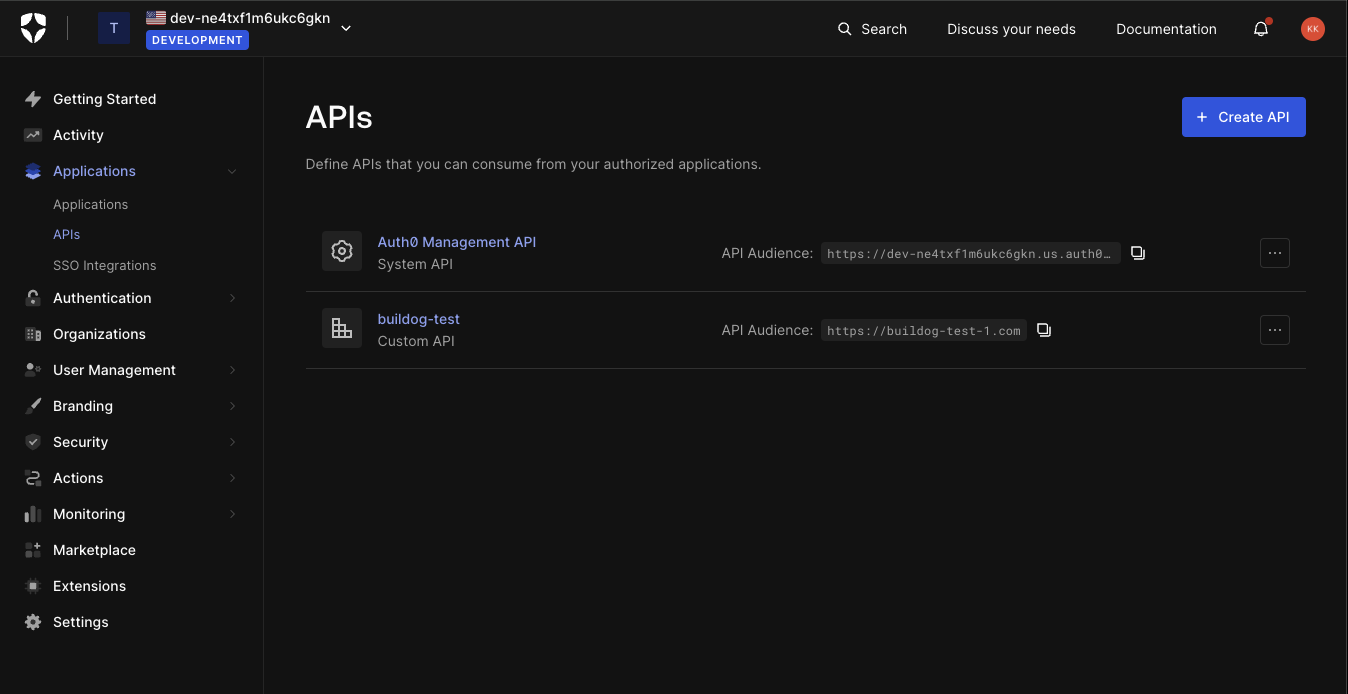 T
dev-ne4txf1m6ukc6gkn
DEVELOPMENT
Search
Discuss your needs
Documentation
KK
Getting Started
Activity
Applications
Applications
APIs
SSO Integrations
Authentication
Organizations
User Management
Branding
Security
Actions
Monitoring
Marketplace
Extensions
Settings
APIs
+ Create API
Define APIs that you can consume from your authorized applications.
Auth0 Management API
System API
API Audience: https://dev-ne4txf1m6ukc6gkn.us.auth0…
buildog-test
Custom API
API Audience: https://buildog-test-1.com